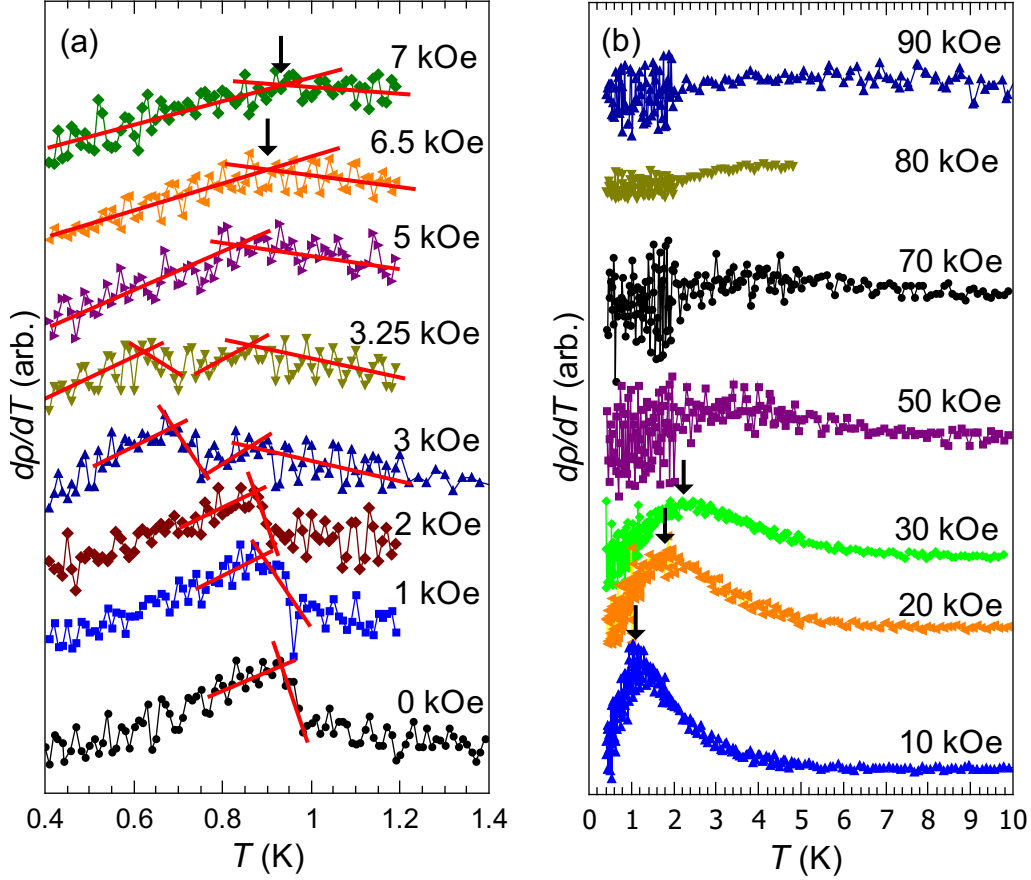 (a)
7 kOe
6.5 kOe
5 kOe
3.25 kOe
3 kOe
2 kOe
1 kOe
0 kOe
dρ/dT (arb.)
0.4 0.6 0.8 1 1.2 1.4
T (K)
(b)
90 kOe
80 kOe
70 kOe
50 kOe
30 kOe
20 kOe
10 kOe
dρ/dT (arb.)
0 1 2 3 4 5 6 7 8 9 10
T (K)